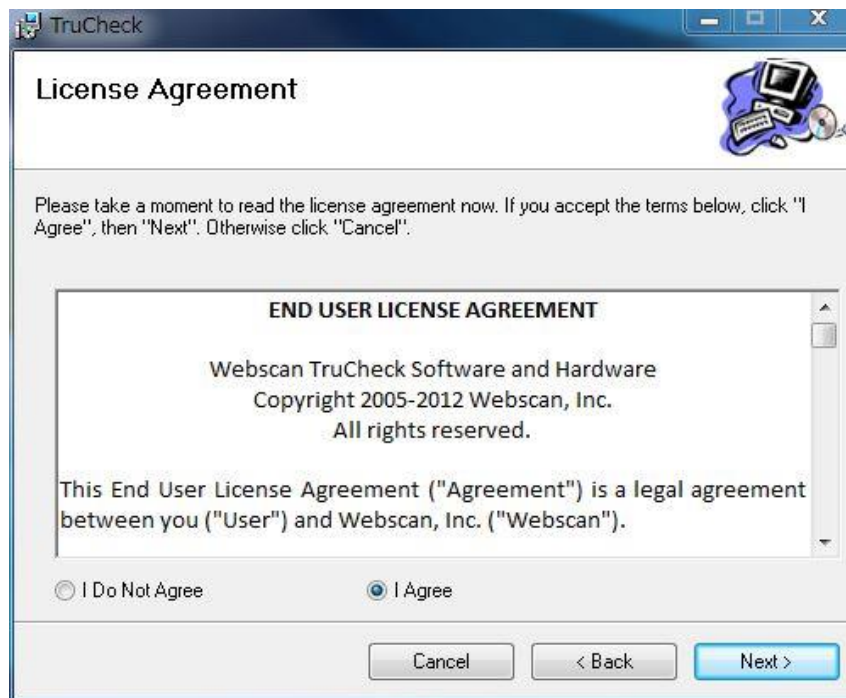 TruCheck
License Agreement
Please take a moment to read the license agreement now. If you accept the terms below, click "I
Agree", then "Next". Otherwise click "Cancel".
END USER LICENSE AGREEMENT
Webscan TruCheck Software and Hardware
Copyright 2005-2012 Webscan, Inc.
All rights reserved.
This End User License Agreement ("Agreement") is a legal agreement
between you ("User") and Webscan, Inc. ("Webscan").
I Do Not Agree
I Agree
Cancel
< Back
Next >